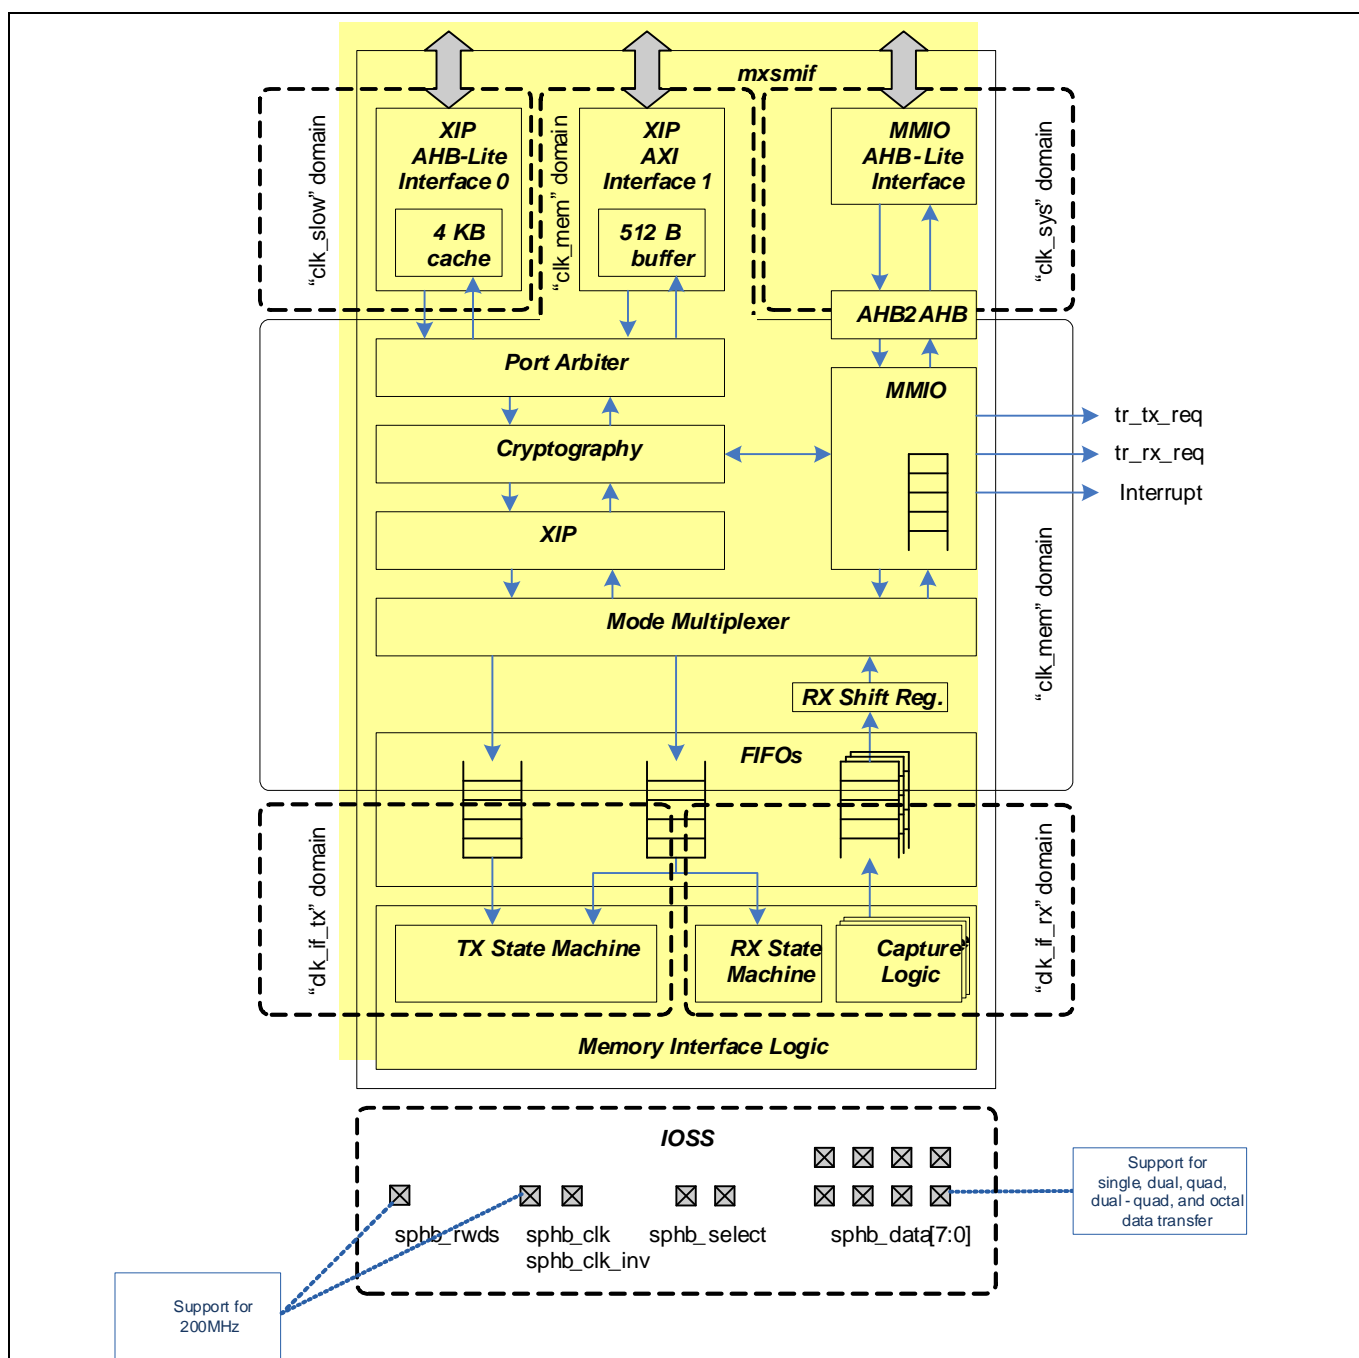 mxsmif
"clk_slow" domain
XIP
AHB-Lite
Interface 0
4 KB
cache
"clk_mem" domain
XIP
AXI
Interface 1
512 B
buffer
MMIO
AHB-Lite
Interface
"clk_sys" domain
AHB2AHB
Port Arbiter
MMIO
tr_tx_req
Cryptography
tr_rx_req
Interrupt
XIP
"clk_mem" domain
Mode Multiplexer
RX Shift Reg.
FIFOs
"clk_if_tx" domain
"clk_if_rx" domain
TX State Machine
RX State
Machine
Capture
Logic
Memory Interface Logic
IOSS
sphb_rwds
sphb_clk
sphb_clk_inv
sphb_select
sphb_data[7:0]
Support for
single, dual, quad,
dual-quad, and octal
data transfer
Support for
200MHz